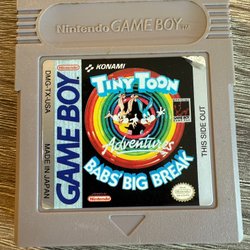 Nintendo GAME BOY
TM
KONAMI
TINY TOON
Adventures
BABS' BIG BREAK
DMG-TX-USA
MADE IN JAPAN
GAME BOY
THIS SIDE OUT
Nintendo